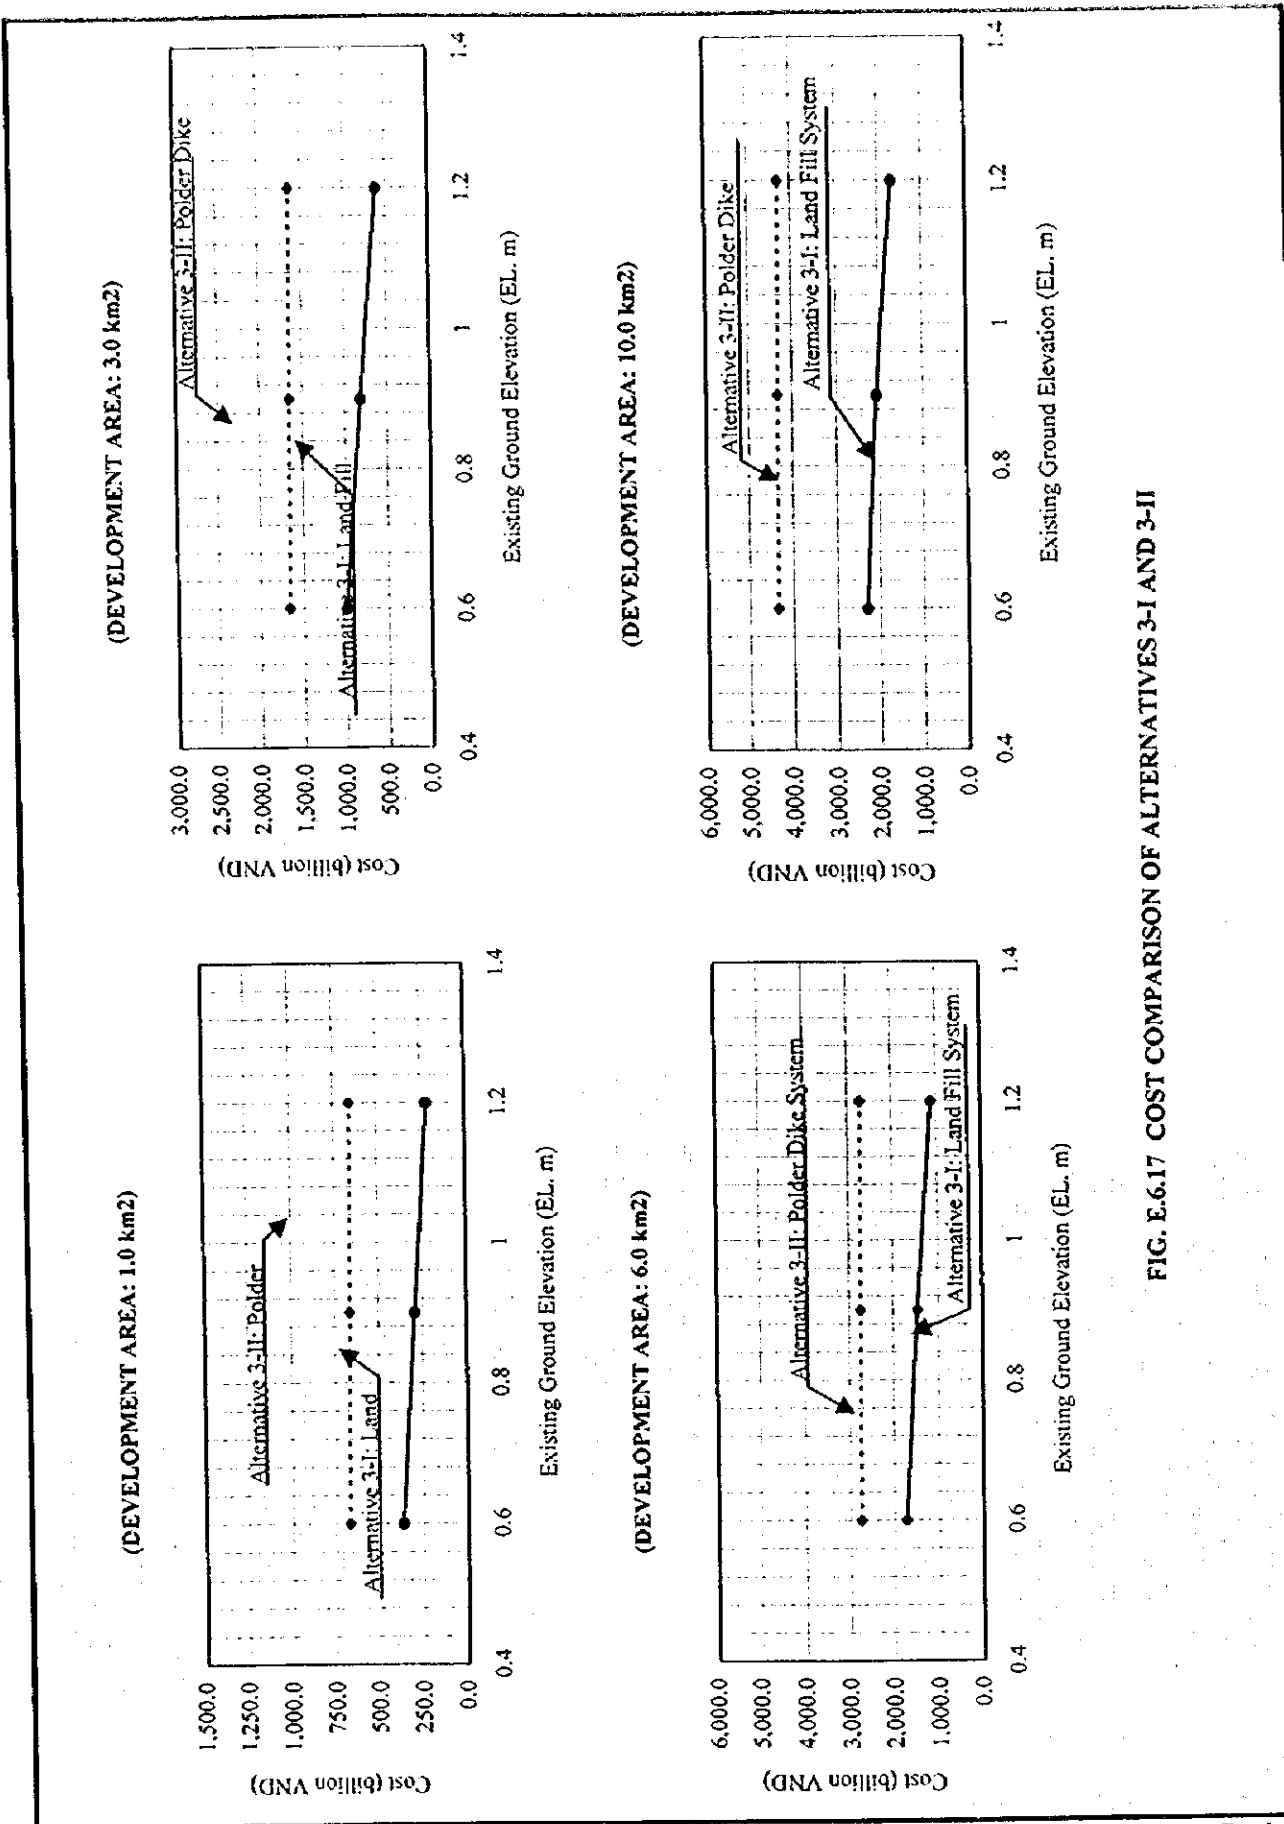 (DEVELOPMENT AREA: 1.0 km2)
Cost (billion VND)
1,500.0
1,250.0
1,000.0
750.0
500.0
250.0
0.0
Alternative 3-II: Polder
Alternative 3-I: Land
0.4
0.6
0.8
1
1.2
1.4
Existing Ground Elevation (EL. m)
(DEVELOPMENT AREA: 3.0 km2)
Cost (billion VND)
3,000.0
2,500.0
2,000.0
1,500.0
1,000.0
500.0
0.0
Alternative 3-II: Polder Dike
Alternative 3-I: Land Fill
0.4
0.6
0.8
1
1.2
1.4
Existing Ground Elevation (EL. m)
(DEVELOPMENT AREA: 6.0 km2)
Cost (billion VND)
6,000.0
5,000.0
4,000.0
3,000.0
2,000.0
1,000.0
0.0
Alternative 3-II: Polder Dike System
Alternative 3-I: Land Fill System
0.4
0.6
0.8
1
1.2
1.4
Existing Ground Elevation (EL. m)
(DEVELOPMENT AREA: 10.0 km2)
Cost (billion VND)
6,000.0
5,000.0
4,000.0
3,000.0
2,000.0
1,000.0
0.0
Alternative 3-II: Polder Dike
Alternative 3-I: Land Fill System
0.4
0.6
0.8
1
1.2
1.4
Existing Ground Elevation (EL. m)
FIG. E.6.17 COST COMPARISON OF ALTERNATIVES 3-I AND 3-II